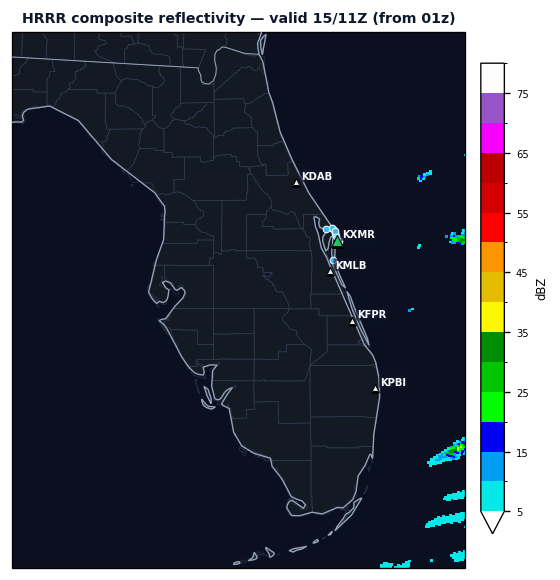 HRRR composite reflectivity — valid 15/11Z (from 01z)
KDAB
KXMR
KMLB
KFPR
KPBI
75
65
55
45
35
25
15
5
dBZ